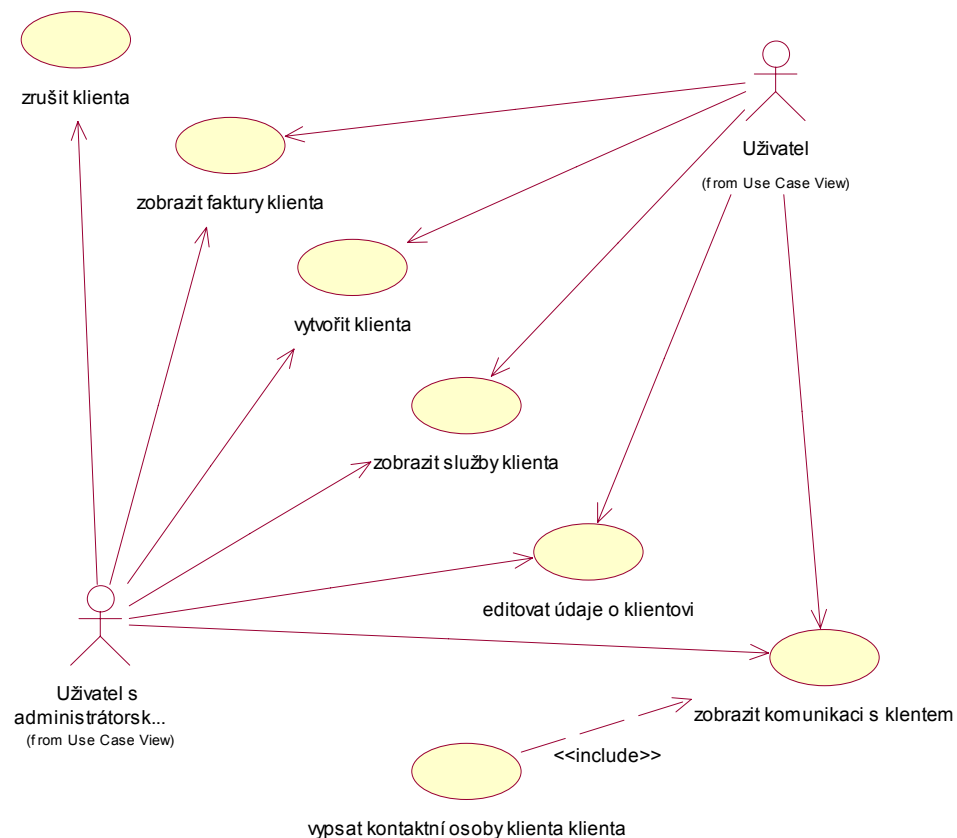 zrušit klienta
zobrazit faktury klienta
Uživatel
(from Use Case View)
vytvořit klienta
zobrazit služby klienta
editovat údaje o klientovi
Uživatel s
administrátorsk...
(from Use Case View)
zobrazit komunikaci s klentem
<<include>>
vypsat kontaktní osoby klienta klienta